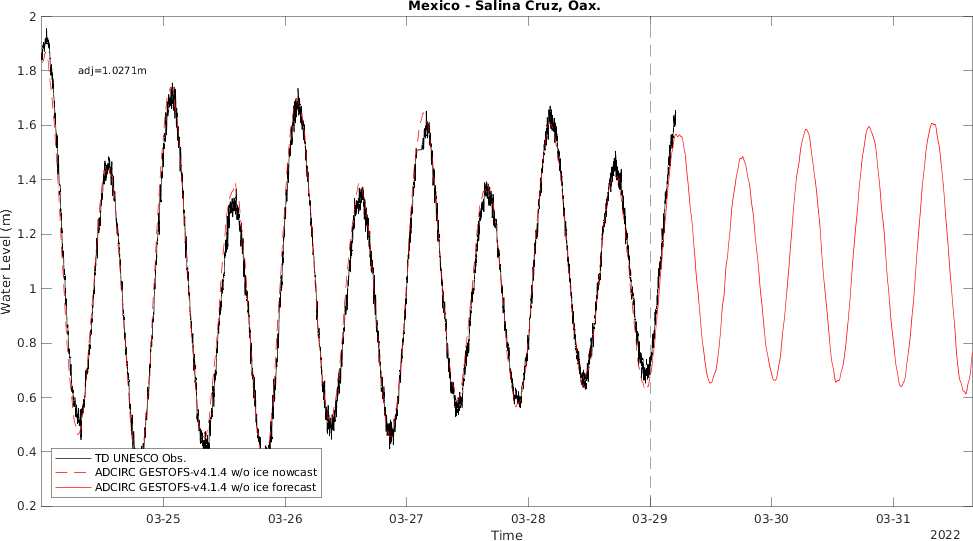 Mexico - Salina Cruz, Oax.
adj=1.0271m
2
1.8
1.6
1.4
1.2
1
0.8
0.6
0.4
0.2
Water Level (m)
TD UNESCO Obs.
ADCIRC GESTOFS-v4.1.4 w/o ice nowcast
ADCIRC GESTOFS-v4.1.4 w/o ice forecast
03-25 03-26 03-27 03-28 03-29 03-30 03-31
Time
2022